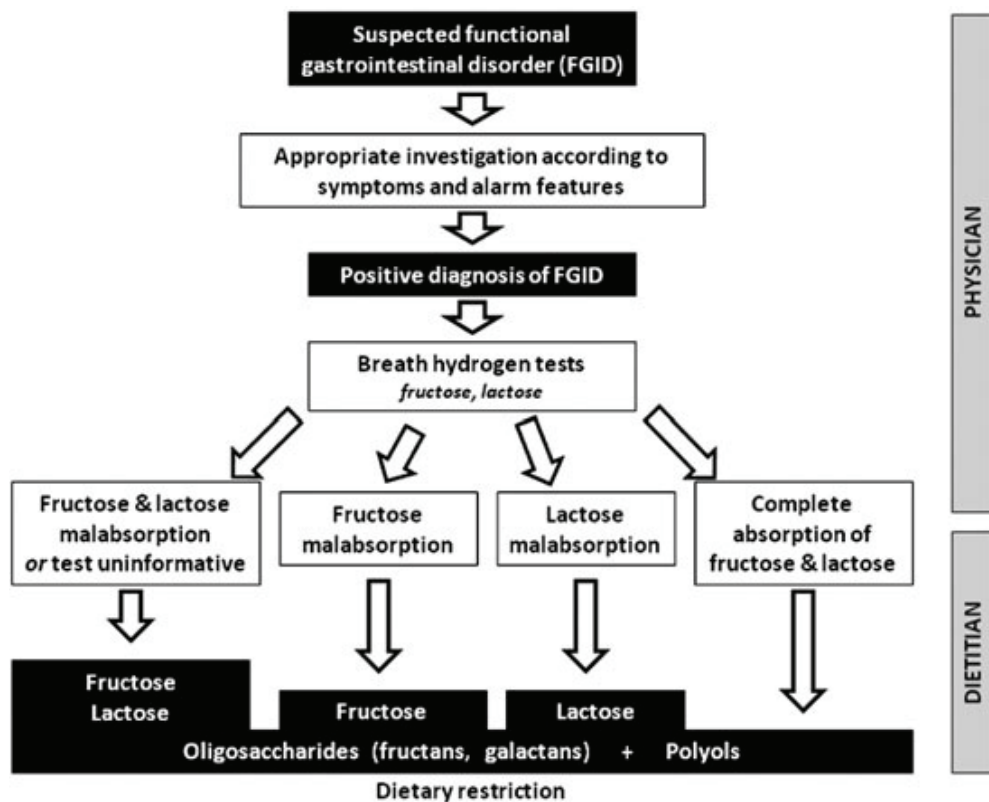 Suspected functional
gastrointestinal disorder (FGID)
Appropriate investigation according to
symptoms and alarm features
Positive diagnosis of FGID
Breath hydrogen tests
fructose, lactose
Fructose & lactose
malabsorption
or test uninformative
Fructose
malabsorption
Lactose
malabsorption
Complete
absorption of
fructose & lactose
Fructose
Lactose
Fructose
Lactose
Oligosaccharides (fructans, galactans) + Polyols
Dietary restriction
PHYSICIAN
DIETITIAN